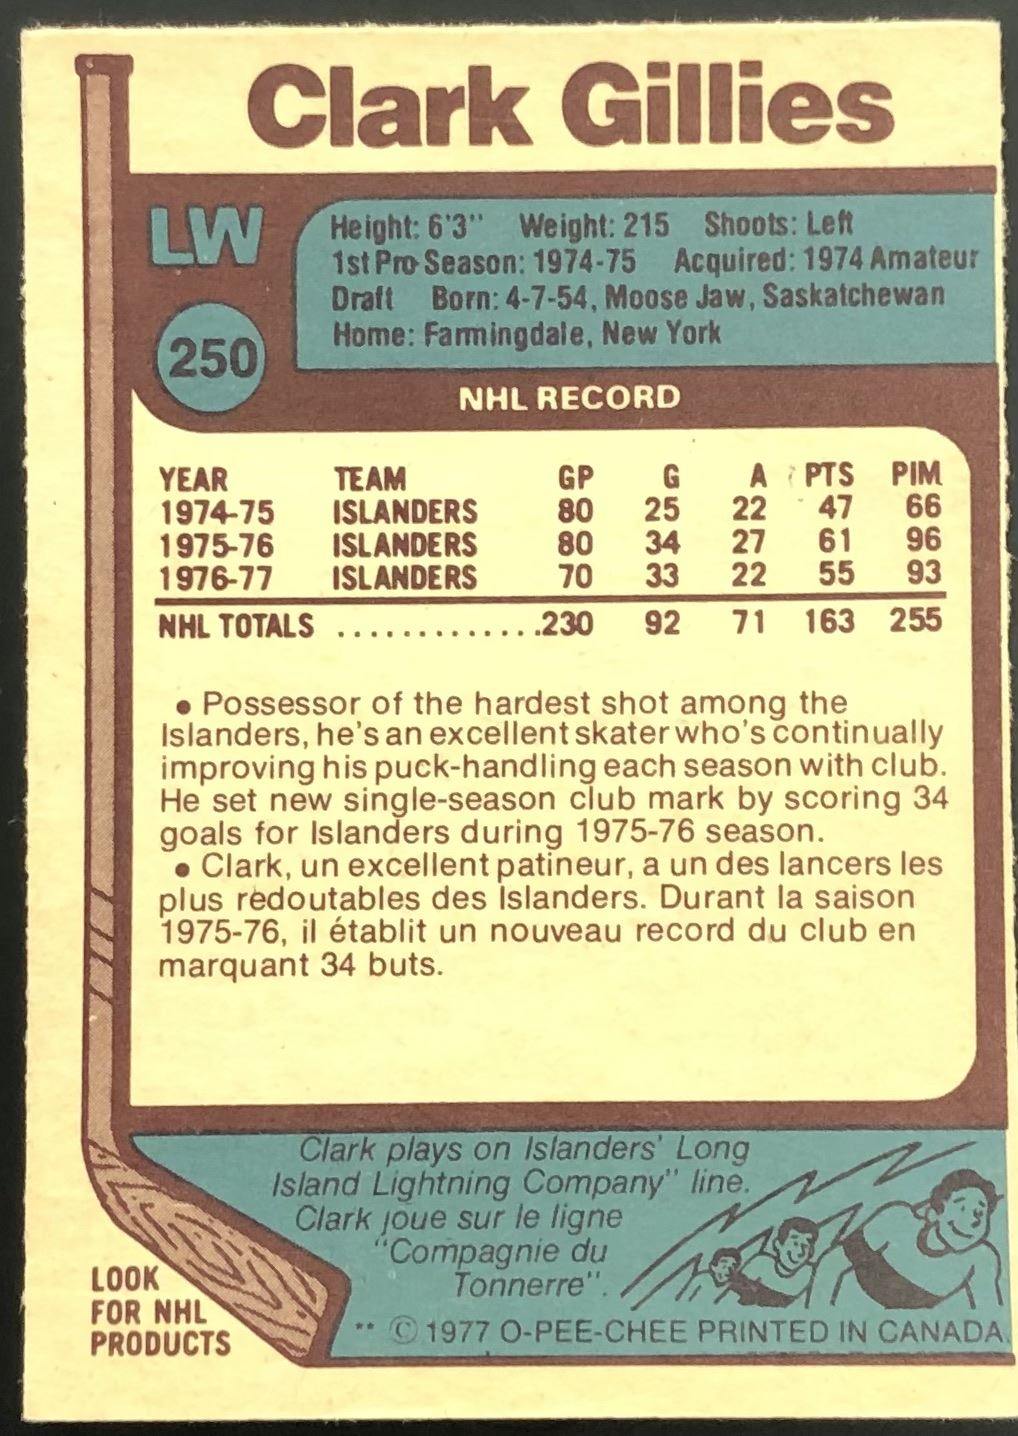 Clark Gillies
LW
250
Height: 6'3" Weight: 215 Shoots: Left
1st Pro Season: 1974-75 Acquired: 1974 Amateur
Draft Born: 4-7-54, Moose Jaw, Saskatchewan
Home: Farmingdale, New York
NHL RECORD
YEAR TEAM GP G A PTS PIM
1974-75 ISLANDERS 80 25 22 47 66
1975-76 ISLANDERS 80 34 27 61 96
1976-77 ISLANDERS 70 33 22 55 93
NHL TOTALS ..............230 92 71 163 255
• Possessor of the hardest shot among the
Islanders, he's an excellent skater who's continually
improving his puck-handling each season with club.
He set new single-season club mark by scoring 34
goals for Islanders during 1975-76 season.
• Clark, un excellent patineur, a un des lancers les
plus redoutables des Islanders. Durant la saison
1975-76, il établit un nouveau record du club en
marquant 34 buts.
Clark plays on Islanders' Long
Island Lightning Company" line.
Clark joue sur le ligne
"Compagnie du
Tonnerre".
LOOK
FOR NHL
PRODUCTS
** © 1977 O-PEE-CHEE PRINTED IN CANADA.